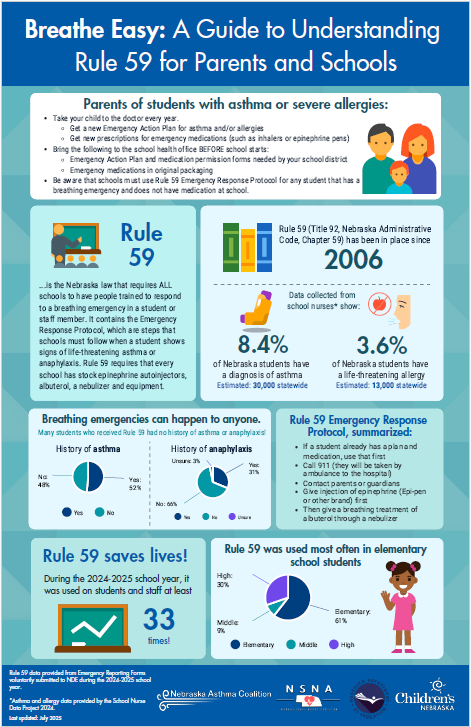 Breathe Easy: A Guide to Understanding
Rule 59 for Parents and Schools
Parents of students with asthma or severe allergies:
• Take your child to the doctor every year.
○ Get a new Emergency Action Plan for asthma and/or allergies
○ Get new prescriptions for emergency medications (such as inhalers or epinephrine pens)
• Bring the following to the school health office BEFORE school starts:
○ Emergency Action Plan and medication permission forms needed by your school district
○ Emergency medications in original packaging
• Be aware that schools must use Rule 59 Emergency Response Protocol for any student that has a
breathing emergency and does not have medication at school.
Rule
59
...is the Nebraska law that requires ALL
schools to have people trained to respond
to a breathing emergency in a student or
staff member. It contains the Emergency
Response Protocol, which are steps that
schools must follow when a student shows
signs of life-threatening asthma or
anaphylaxis. Rule 59 requires that every
school has stock epinephrine autoinjectors,
albuterol, a nebulizer and equipment.
Rule 59 (Title 92, Nebraska Administrative
Code, Chapter 59) has been in place since
2006
Data collected from
school nurses* show:
8.4%
of Nebraska students have
a diagnosis of asthma
Estimated: 30,000 statewide
3.6%
of Nebraska students have
a life-threatening allergy
Estimated: 13,000 statewide
Breathing emergencies can happen to anyone.
Many students who received Rule 59 had no history of asthma or anaphylaxis!
History of asthma
No:
48%
Yes:
52%
Yes
No
History of anaphylaxis
Unsure: 3%
Yes:
31%
No: 66%
Yes
No
Unsure
Rule 59 Emergency Response
Protocol, summarized:
• If a student already has a plan and
medication, use that first
• Call 911 (they will be taken by
ambulance to the hospital)
• Contact parents or guardians
• Give injection of epinephrine (Epi-pen
or other brand) first
• Then give a breathing treatment of
albuterol through a nebulizer
Rule 59 saves lives!
During the 2024-2025 school year, it
was used on students and staff at least
33
times!
Rule 59 was used most often in elementary
school students
High:
30%
Middle:
9%
Elementary:
61%
Elementary
Middle
High
Rule 59 data provided from Emergency Reporting Forms
voluntarily submitted to NDE during the 2024-2025 school
year.
*Asthma and allergy data provided by the School Nurse
Data Project 2024.
Last updated: July 2025
Nebraska Asthma Coalition
NSNA
Children's
NEBRASKA